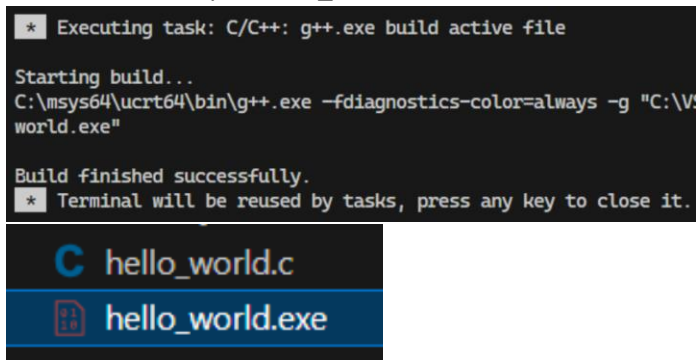 * Executing task: C/C++: g++.exe build active file
Starting build...
C:\msys64\ucrt64\bin\g++.exe -fdiagnostics-color=always -g "C:\VS
world.exe"
Build finished successfully.
* Terminal will be reused by tasks, press any key to close it.
C hello_world.c
hello_world.exe